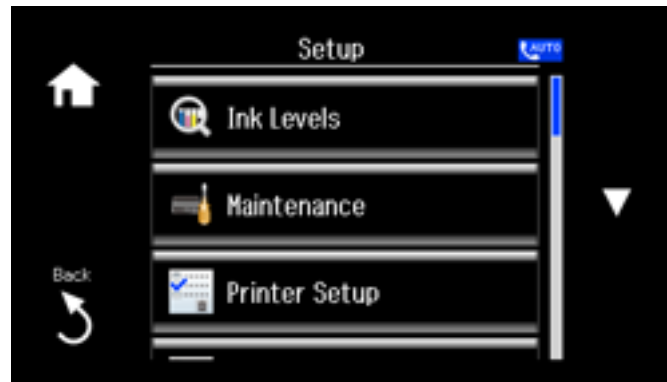 Setup
AUTO
Ink Levels
Maintenance
Printer Setup
Back